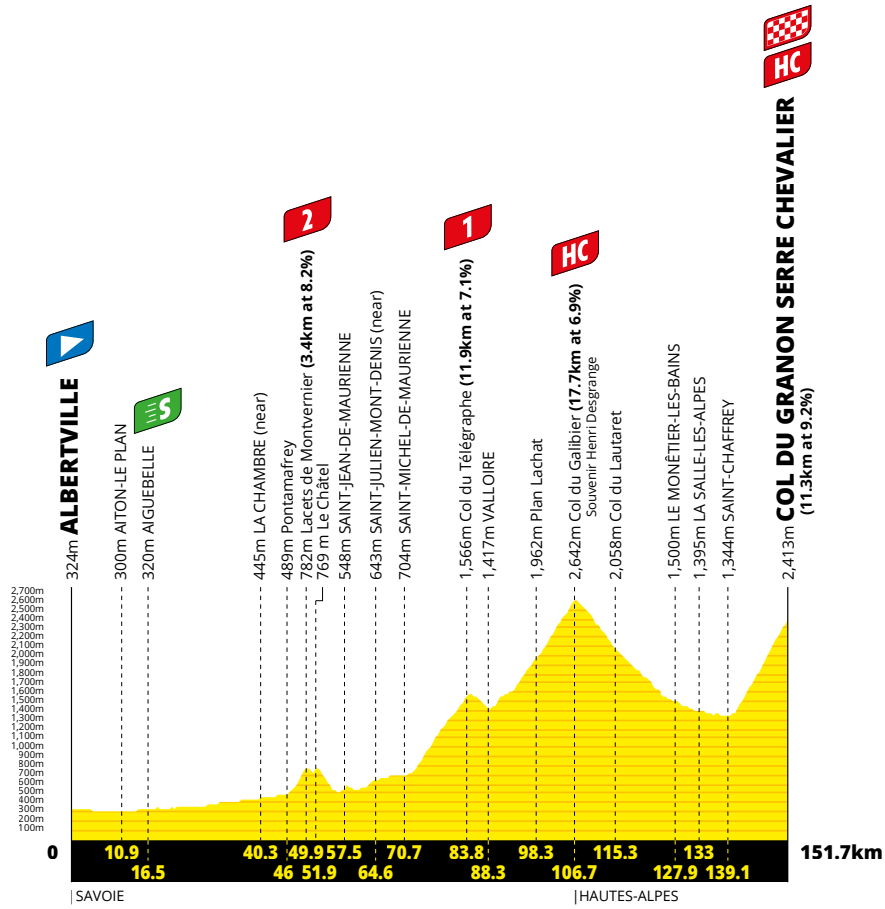 HC
2
1
HC
S
324m ALBERTVILLE
300m AITON-LE PLAN
320m AIGUEBELLE
445m LA CHAMBRE (near)
489m Pontamafrey
782m Lacets de Montvernier (3.4km at 8.2%)
769 m Le Châtel
548m SAINT-JEAN-DE-MAURIENNE
643m SAINT-JULIEN-MONT-DENIS (near)
704m SAINT-MICHEL-DE-MAURIENNE
1,566m Col du Télégraphe (11.9km at 7.1%)
1,417m VALLOIRE
1,962m Plan Lachat
2,642m Col du Galibier (17.7km at 6.9%)
Souvenir Henri Desgrange
2,058m Col du Lautaret
1,500m LE MONÊTIER-LES-BAINS
1,395m LA SALLE-LES-ALPES
1,344m SAINT-CHAFFREY
2,413m COL DU GRANON SERRE CHEVALIER
(11.3km at 9.2%)
2,700m
2,600m
2,500m
2,400m
2,300m
2,200m
2,100m
2,000m
1,900m
1,800m
1,700m
1,600m
1,500m
1,400m
1,300m
1,200m
1,100m
1,000m
900m
800m
700m
600m
500m
400m
300m
200m
100m
0 10.9 40.3 49.9 57.5 70.7 83.8 98.3 115.3 133 151.7km
16.5 46 51.9 64.6 88.3 106.7 127.9 139.1
SAVOIE HAUTES-ALPES